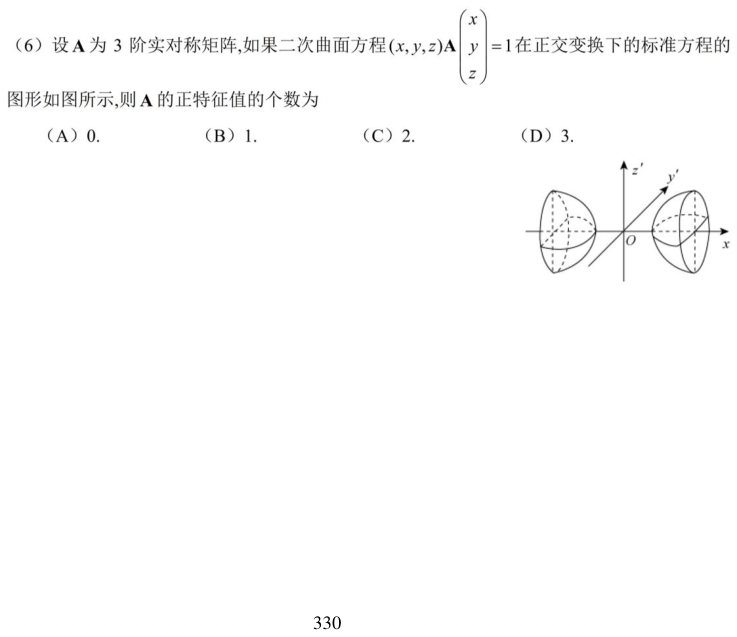 （6）设 A 为 3 阶实对称矩阵,如果二次曲面方程(x, y, z)A(x y z)=1在正交变换下的标准方程的
图形如图所示,则 A 的正特征值的个数为
（A）0.	（B）1.	（C）2.	（D）3.
z′
y′
O
x
330